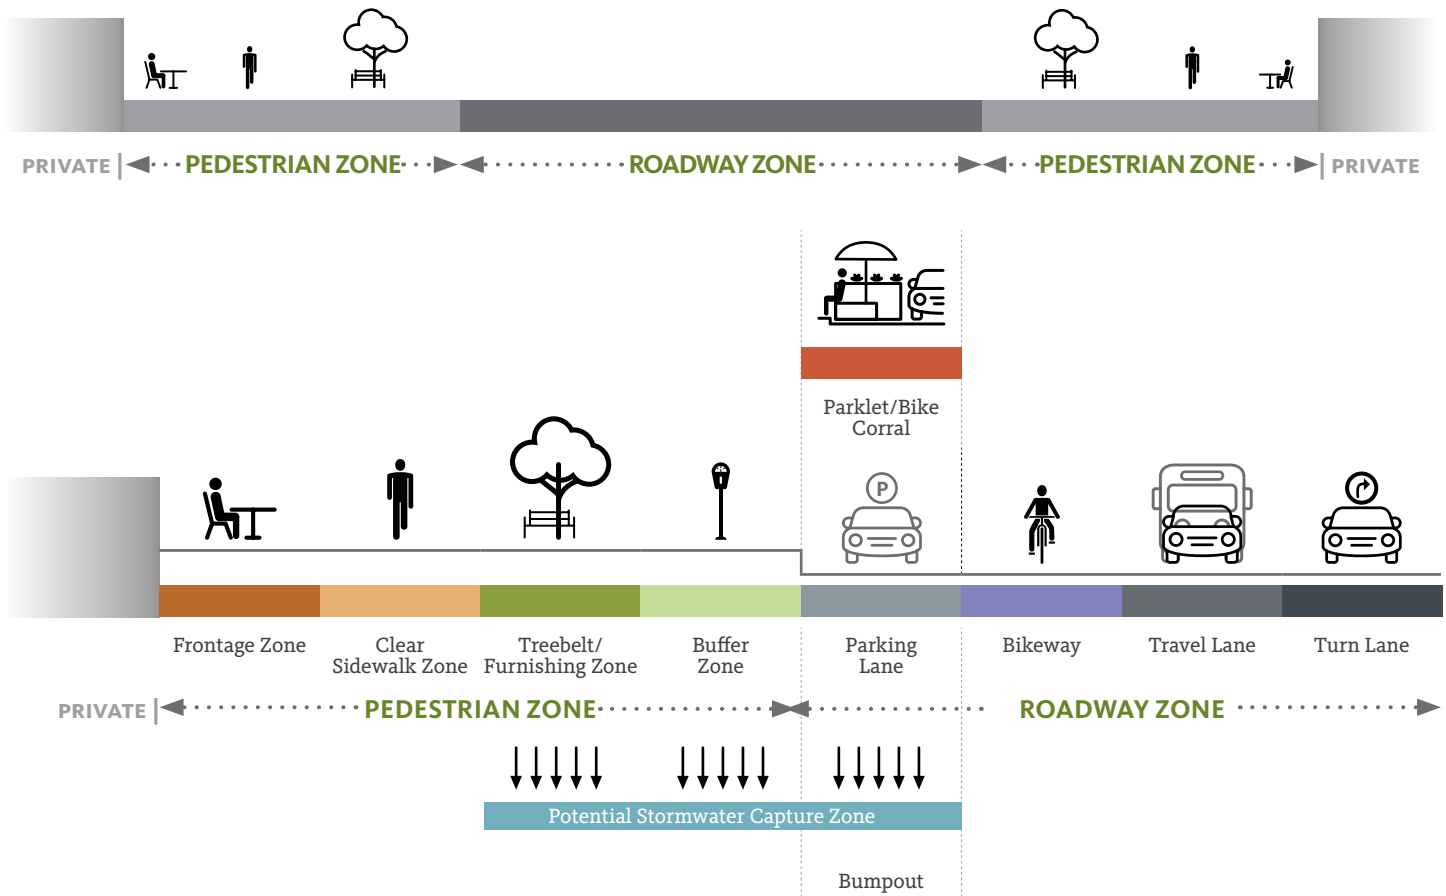 PRIVATE PEDESTRIAN ZONE ROADWAY ZONE PEDESTRIAN ZONE PRIVATE
Parklet/Bike
Corral
P
Frontage Zone
Clear
Sidewalk Zone
Treebelt/
Furnishing Zone
Buffer
Zone
Parking
Lane
Bikeway
Travel Lane
Turn Lane
PRIVATE PEDESTRIAN ZONE ROADWAY ZONE
Potential Stormwater Capture Zone
Bumpout